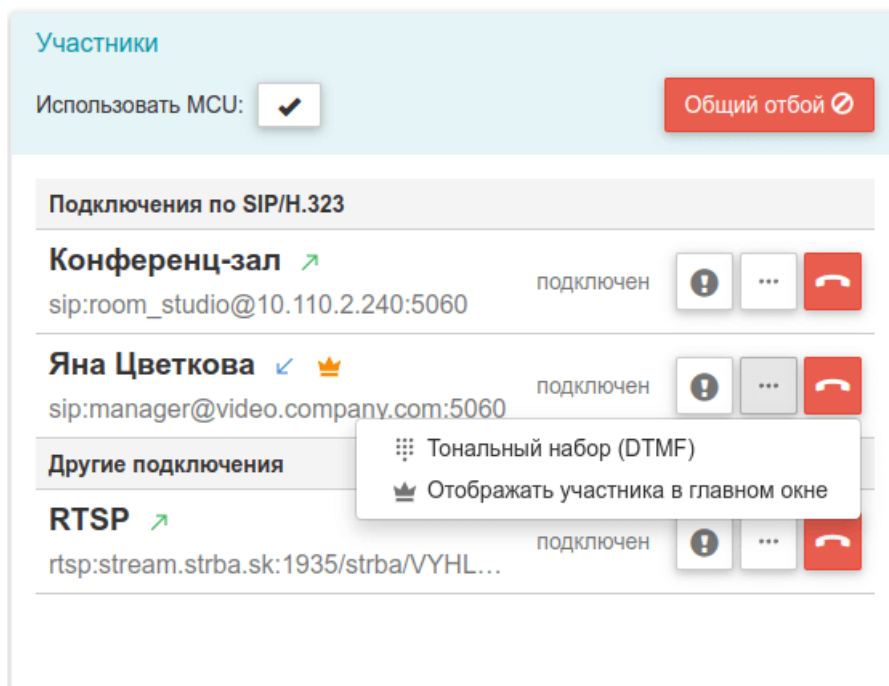 Участники
Использовать MCU:
Общий отбой
Подключения по SIP/H.323
Конференц-зал
подключен
sip:room_studio@10.110.2.240:5060
Яна Цветкова
подключен
sip:manager@video.company.com:5060
Тональный набор (DTMF)
Другие подключения
Отображать участника в главном окне
RTSP
подключен
rtsp:stream.strba.sk:1935/strba/VYHL...